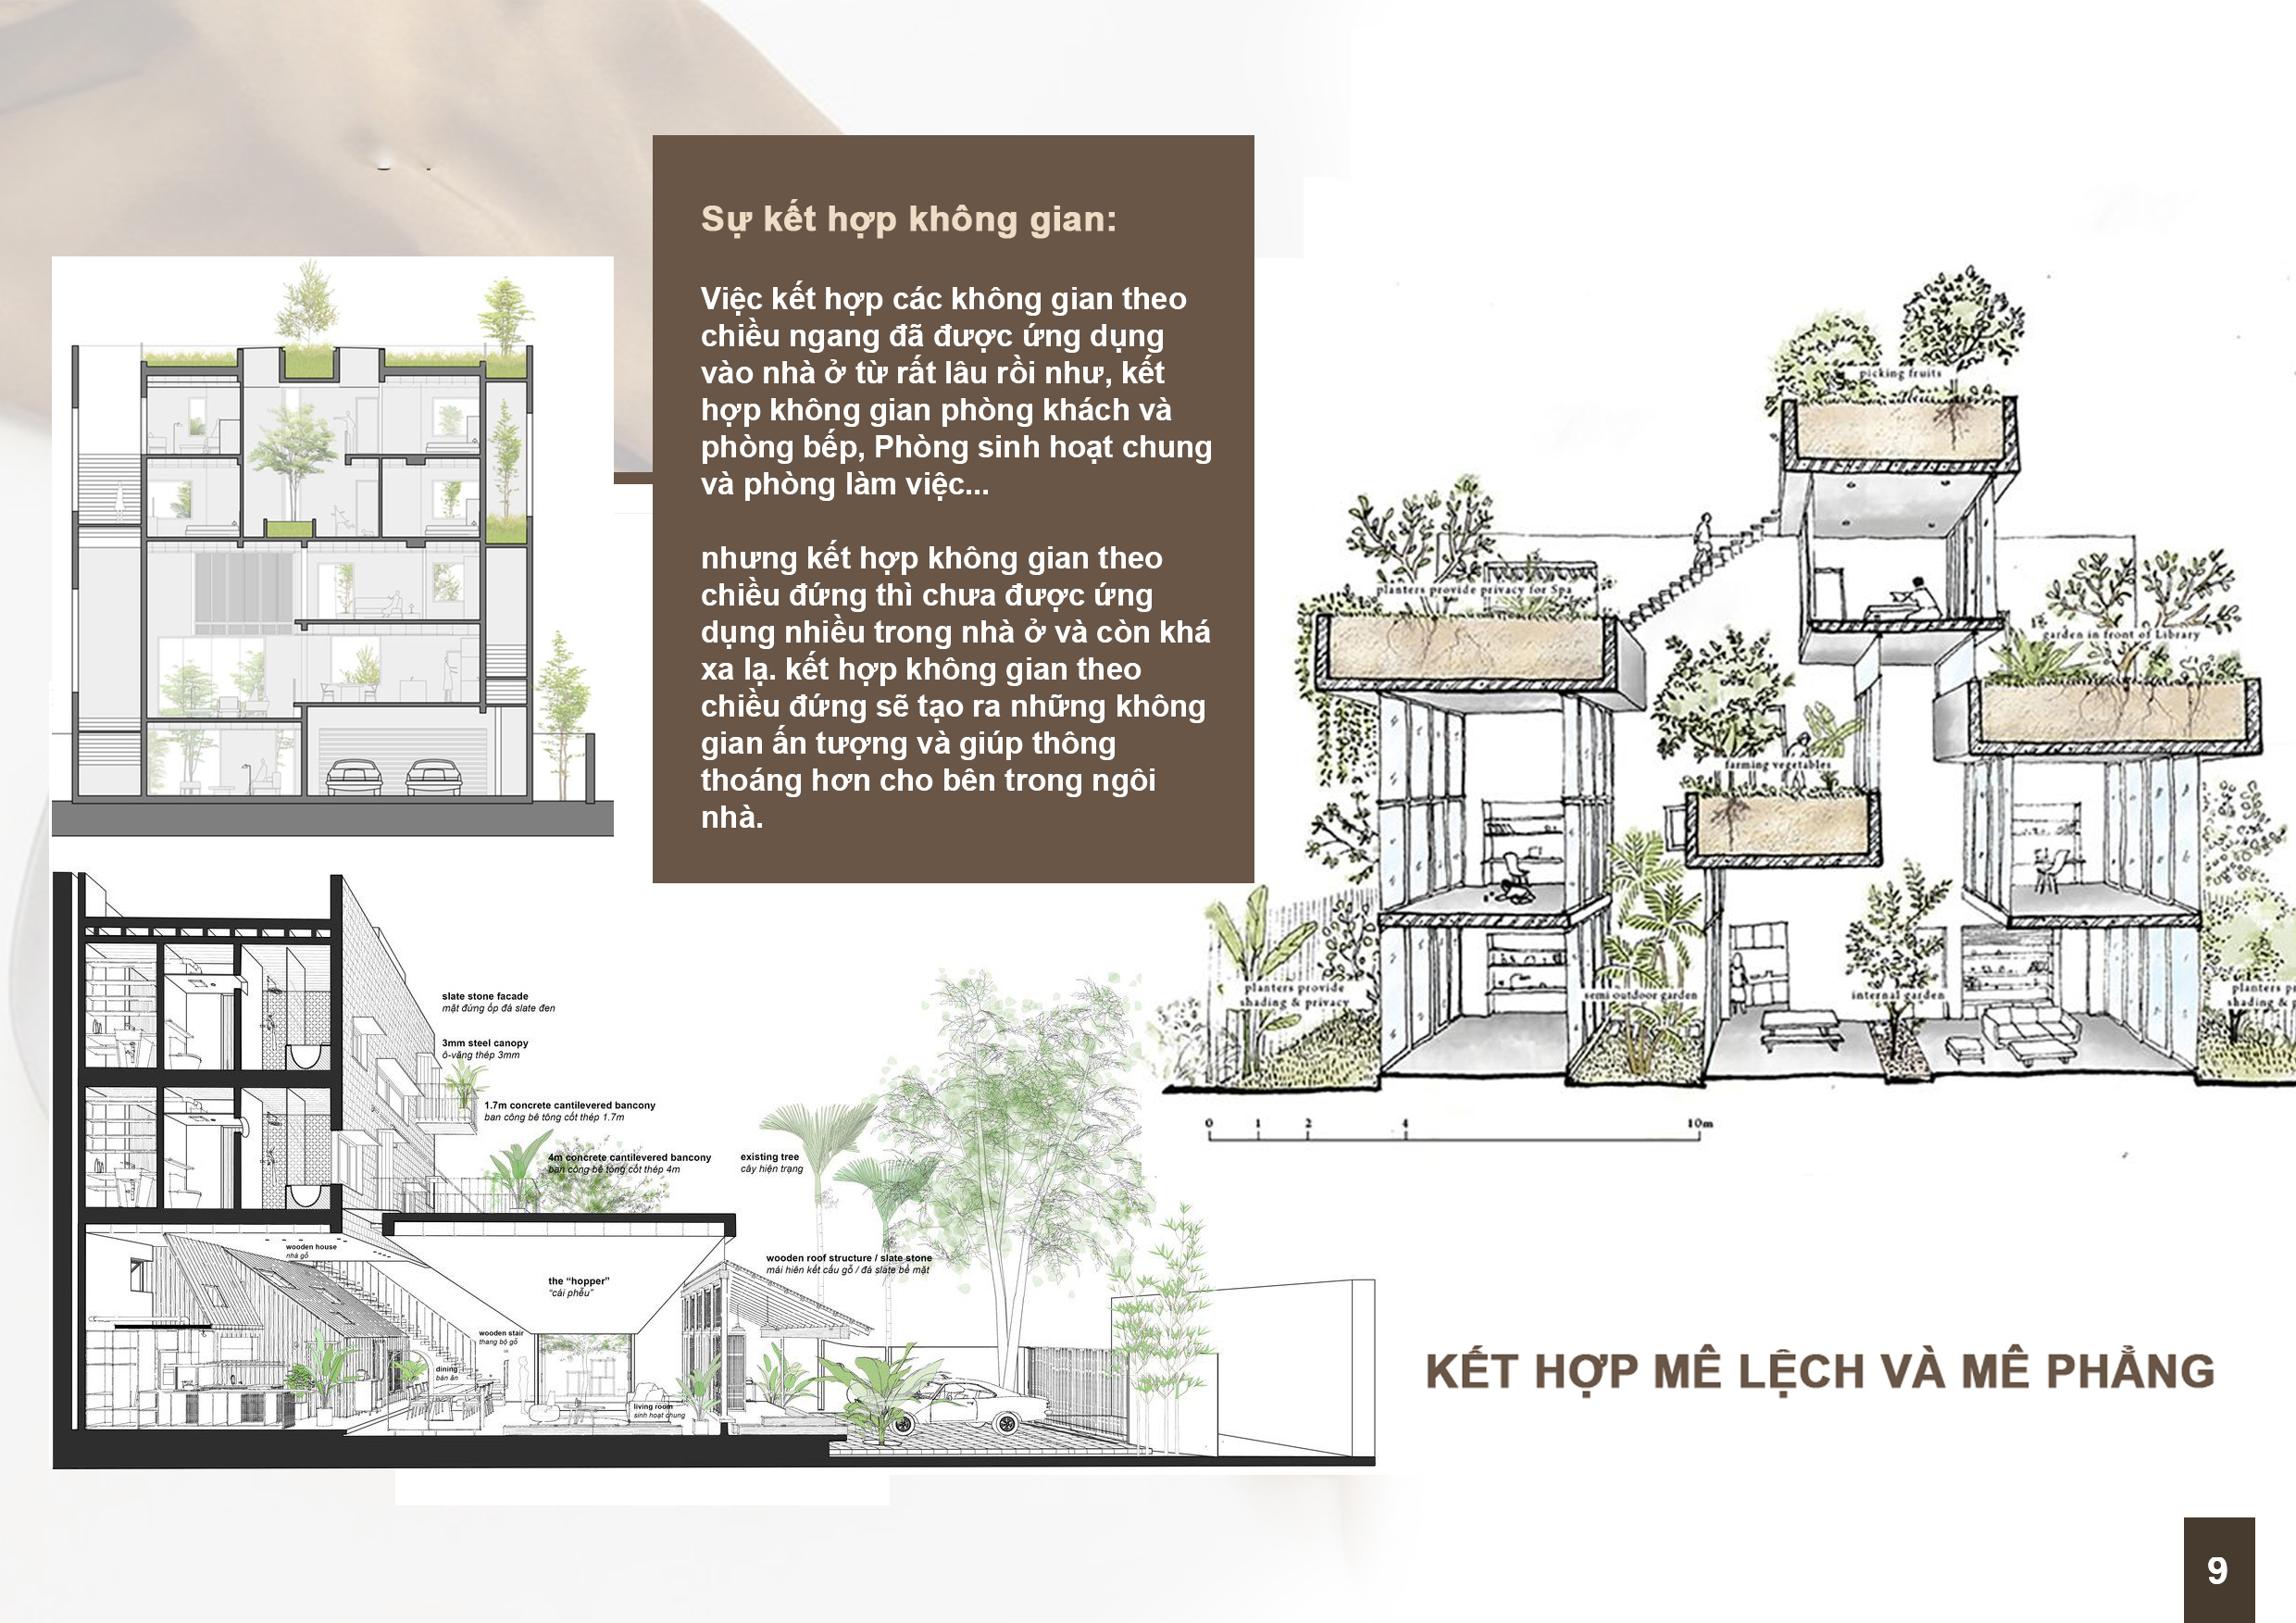 Sự kết hợp không gian:
Việc kết hợp các không gian theo
chiều ngang đã được ứng dụng
vào nhà ở từ rất lâu rồi như, kết
hợp không gian phòng khách và
phòng bếp, Phòng sinh hoạt chung
và phòng làm việc...
nhưng kết hợp không gian theo
chiều đứng thì chưa được ứng
dụng nhiều trong nhà ở và còn khá
xa lạ. kết hợp không gian theo
chiều đứng sẽ tạo ra những không
gian ấn tượng và giúp thông
thoáng hơn cho bên trong ngôi
nhà.
picking fruits
planters provide privacy for Spa
garden in front of Library
farming vegetables
planters provide
shading & privacy
semi outdoor garden
internal garden
planters p
shading &
0 1 2 4 10m
slate stone facade
mặt đứng ốp đá slate đen
3mm steel canopy
ô-văng thép 3mm
1.7m concrete cantilevered bancony
ban công bê tông cốt thép 1.7m
4m concrete cantilevered bancony
ban công bê tông cốt thép 4m
existing tree
cây hiện trạng
wooden roof structure / slate stone
mái hiên kết cấu gỗ / đá slate bề mặt
wooden house
nhà gỗ
the “hopper”
“cái phễu”
wooden stair
thang bộ gỗ
dining
bàn ăn
living room
sinh hoạt chung
KẾT HỢP MÊ LỆCH VÀ MÊ PHẲNG
9